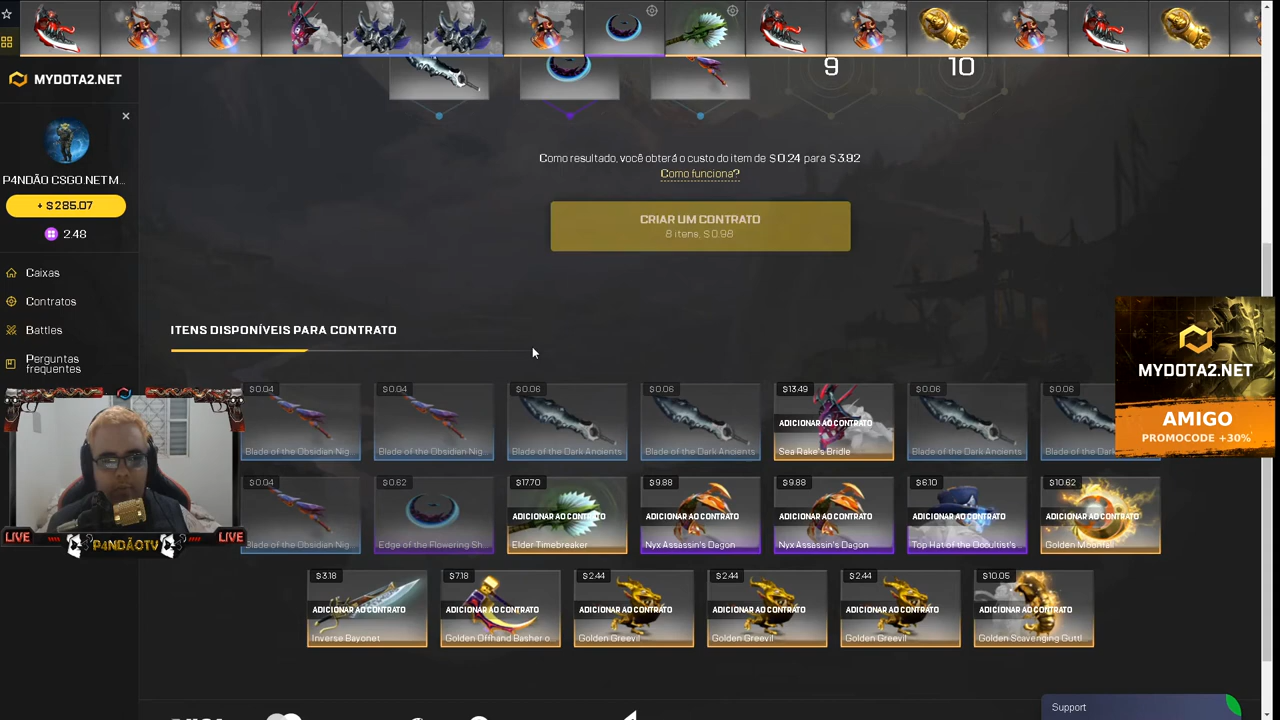 MYDOTA2.NET
9
10
Como resultado, você obterá o custo do item de $0.24 para $3.92
Como funciona?
P4NDÃO CSGO NET M...
+ $285.07
CRIAR UM CONTRATO
8 itens, $0.98
2.48
Caixas
Contratos
Battles
Perguntas frequentes
ITENS DISPONÍVEIS PARA CONTRATO
MYDOTA2.NET
AMIGO
PROMOCODE +30%
$0.04
$0.04
$0.06
$0.06
$13.49
$0.06
$0.06
ADICIONAR AO CONTRATO
Blade of the Obsidian Nig...
Blade of the Obsidian Nig...
Blade of the Dark Ancients
Blade of the Dark Ancients
Sea Rake's Bridle
Blade of the Dark Ancients
Blade of the Dark
$0.04
$0.62
$17.70
$9.88
$9.88
$6.10
$10.62
ADICIONAR AO CONTRATO
ADICIONAR AO CONTRATO
ADICIONAR AO CONTRATO
ADICIONAR AO CONTRATO
ADICIONAR AO CONTRATO
Blade of the Obsidian Nig...
Edge of the Flowering Sh...
Elder Timebreaker
Nyx Assassin's Dagon
Nyx Assassin's Dagon
Top Hat of the Occultist's...
Golden Moonfall
LIVE
P4NDÃOTV
LIVE
$3.18
$7.18
$2.44
$2.44
$2.44
$10.05
ADICIONAR AO CONTRATO
ADICIONAR AO CONTRATO
ADICIONAR AO CONTRATO
ADICIONAR AO CONTRATO
ADICIONAR AO CONTRATO
ADICIONAR AO CONTRATO
Inverse Bayonet
Golden Offhand Basher o...
Golden Greevil
Golden Greevil
Golden Greevil
Golden Scavenging Guttl...
Support